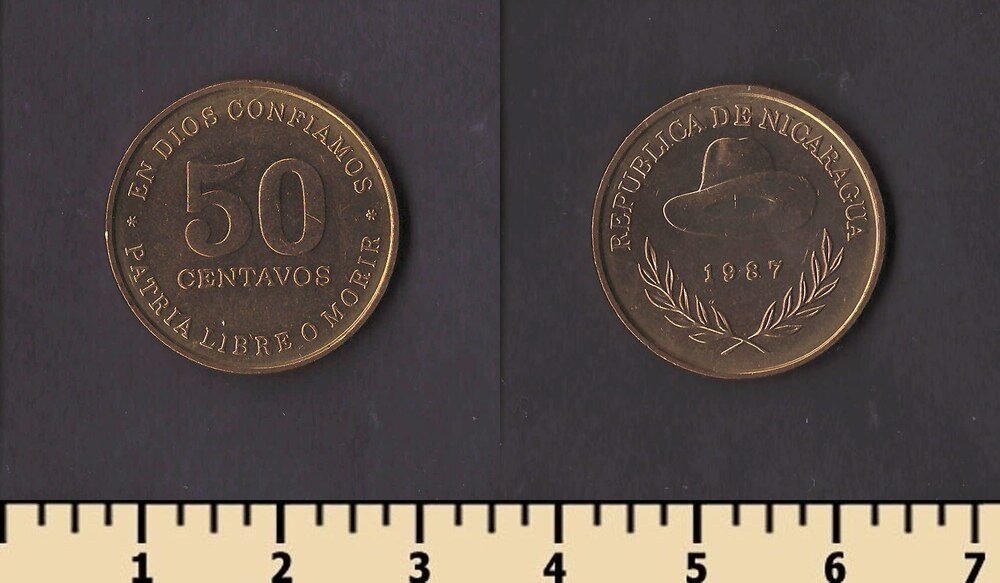 EN DIOS CONFIAMOS
50
CENTAVOS
* PATRIA LIBRE O MORIR *
REPUBLICA DE NICARAGUA
1987
1 2 3 4 5 6 7